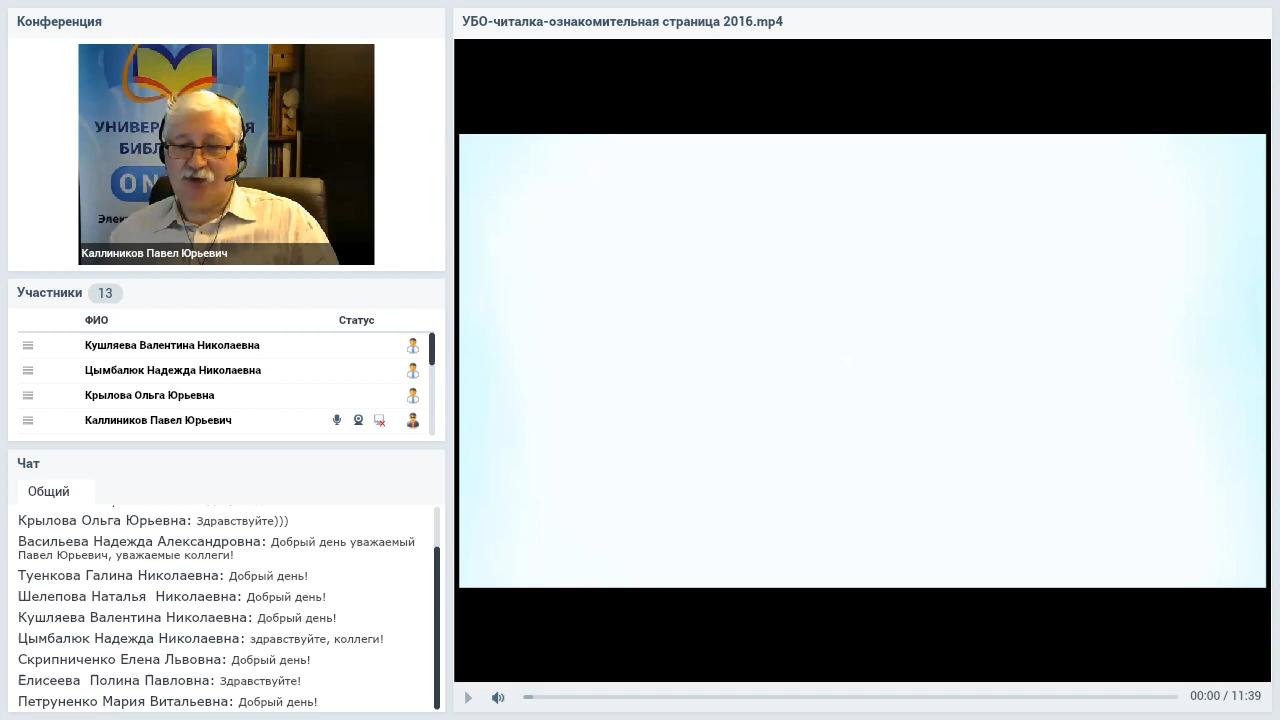 Конференция
УБО-читалка-ознакомительная страница 2016.mp4
УНИВЕР
БИБЛ
ON
Элек
Каллиников Павел Юрьевич
Участники 13
ФИО Статус
Кушляева Валентина Николаевна
Цымбалюк Надежда Николаевна
Крылова Ольга Юрьевна
Каллиников Павел Юрьевич
Чат
Общий
Крылова Ольга Юрьевна: Здравствуйте)))
Васильева Надежда Александровна: Добрый день уважаемый
Павел Юрьевич, уважаемые коллеги!
Туенкова Галина Николаевна: Добрый день!
Шелепова Наталья  Николаевна: Добрый день!
Кушляева Валентина Николаевна: Добрый день!
Цымбалюк Надежда Николаевна: здравствуйте, коллеги!
Скрипниченко Елена Львовна: Добрый день!
Елисеева  Полина Павловна: Здравствуйте!
Петруненко Мария Витальевна: Добрый день!
00:00 / 11:39